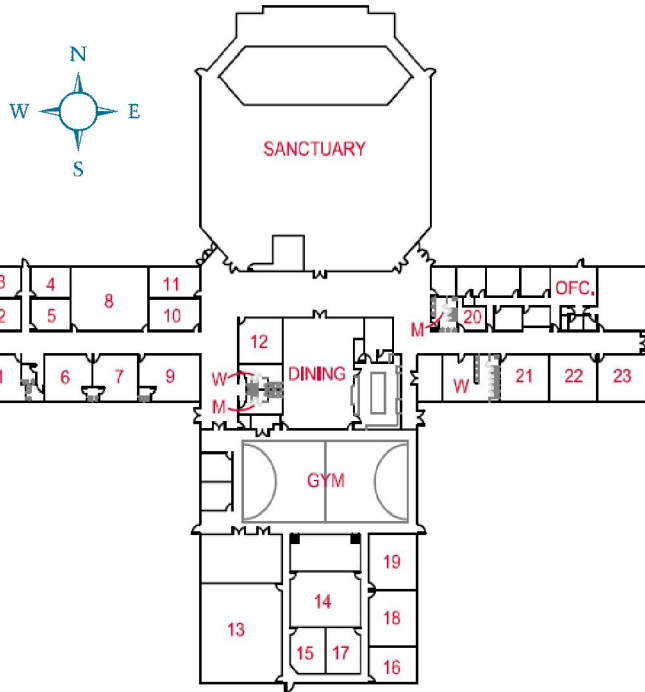 N
W E
S
SANCTUARY
3 4 8 11
2 5 10
OFC.
M 20
12
W
M
DINING
1 6 7 9
W 21 22 23
GYM
19
14
13 18
15 17
16